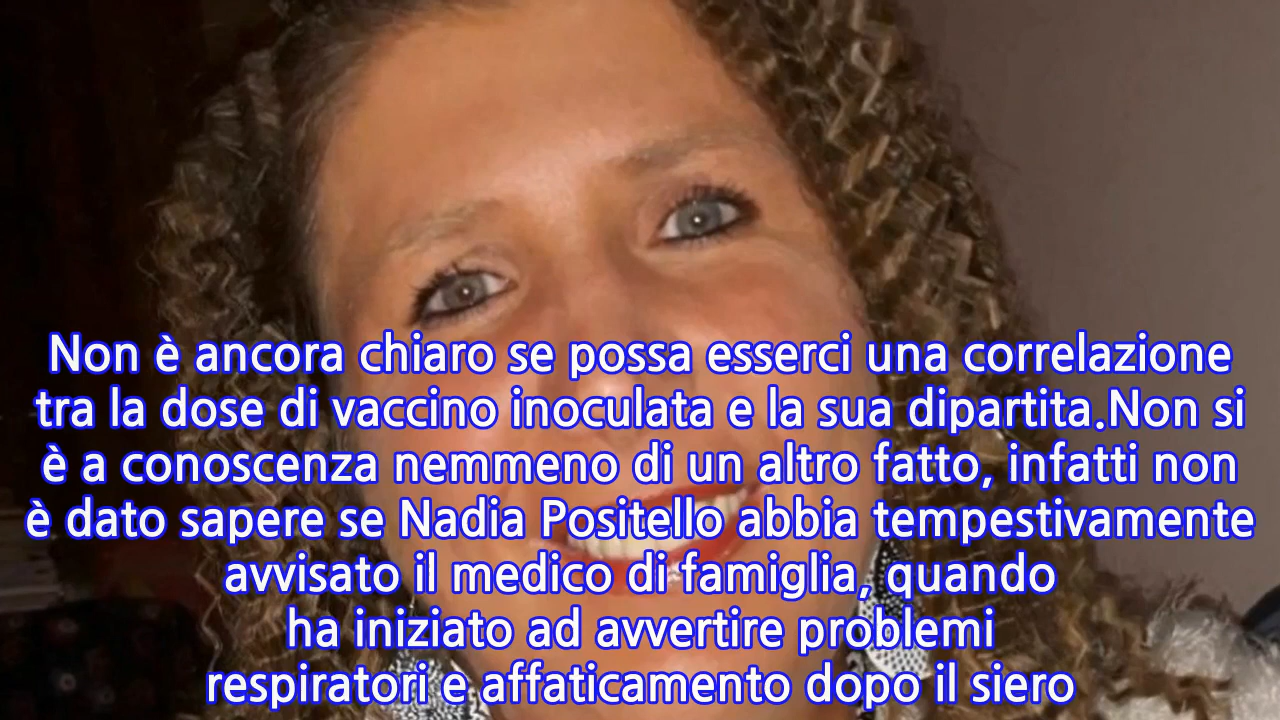 Non è ancora chiaro se possa esserci una correlazione
tra la dose di vaccino inoculata e la sua dipartita.Non si
è a conoscenza nemmeno di un altro fatto, infatti non
è dato sapere se Nadia Positello abbia tempestivamente
avvisato il medico di famiglia, quando
ha iniziato ad avvertire problemi
respiratori e affaticamento dopo il siero